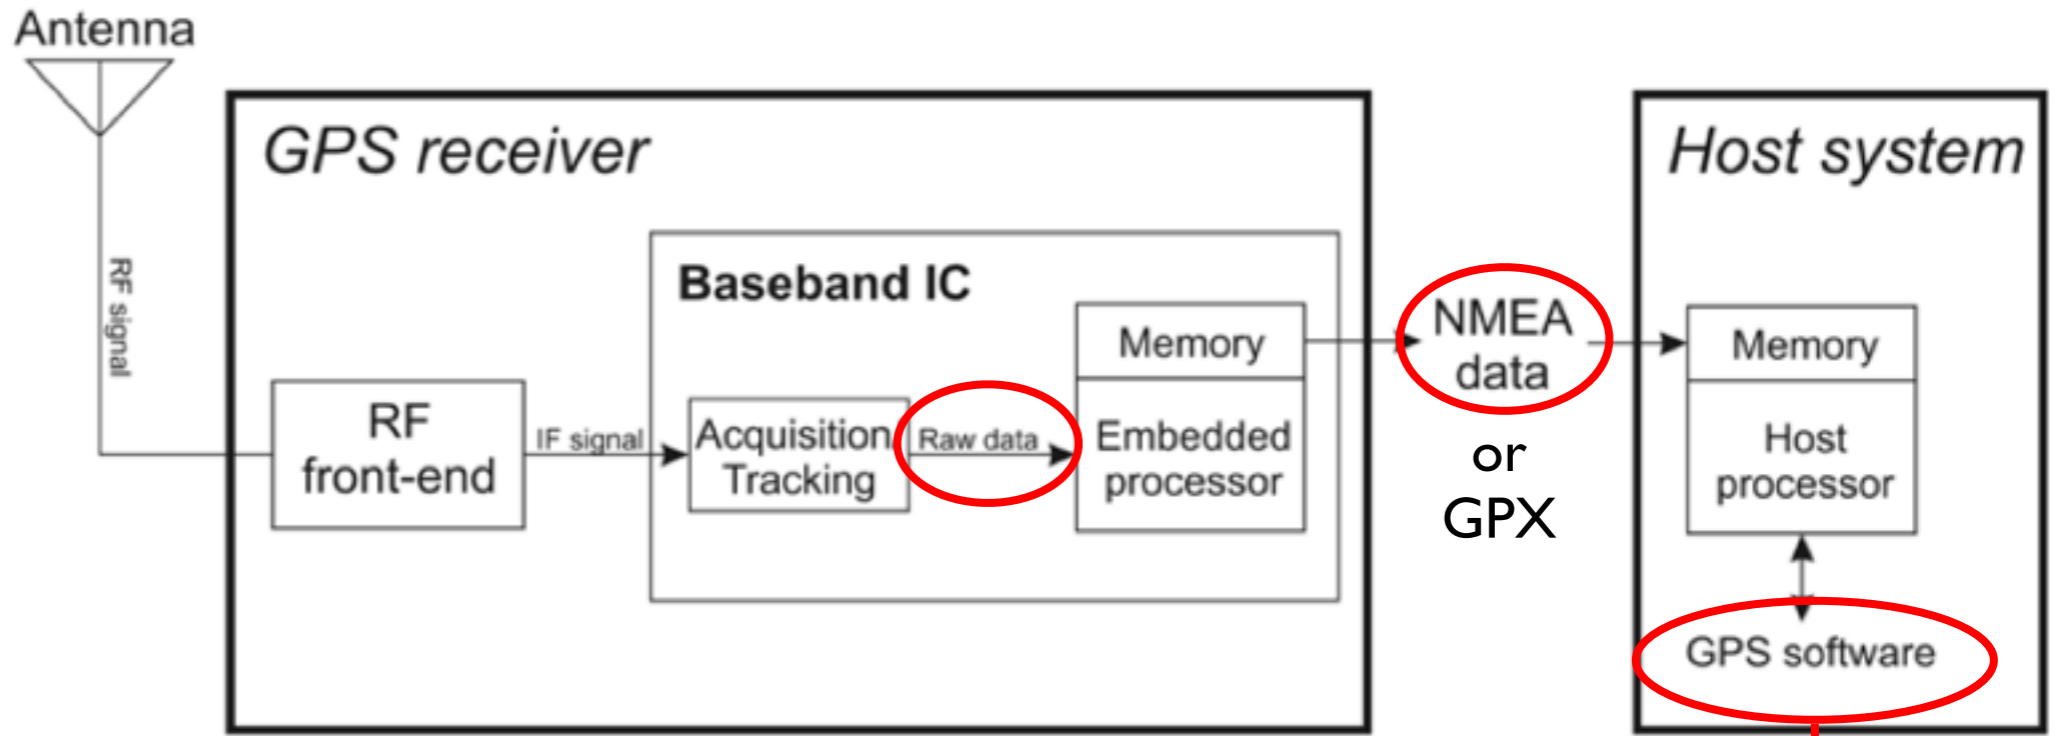 Antenna
GPS receiver
Host system
RF signal
Baseband IC
NMEA
data
or
GPX
Memory
Embedded
processor
Memory
Host
processor
RF
front-end
IF signal
Acquisition
Tracking
Raw data
GPS software